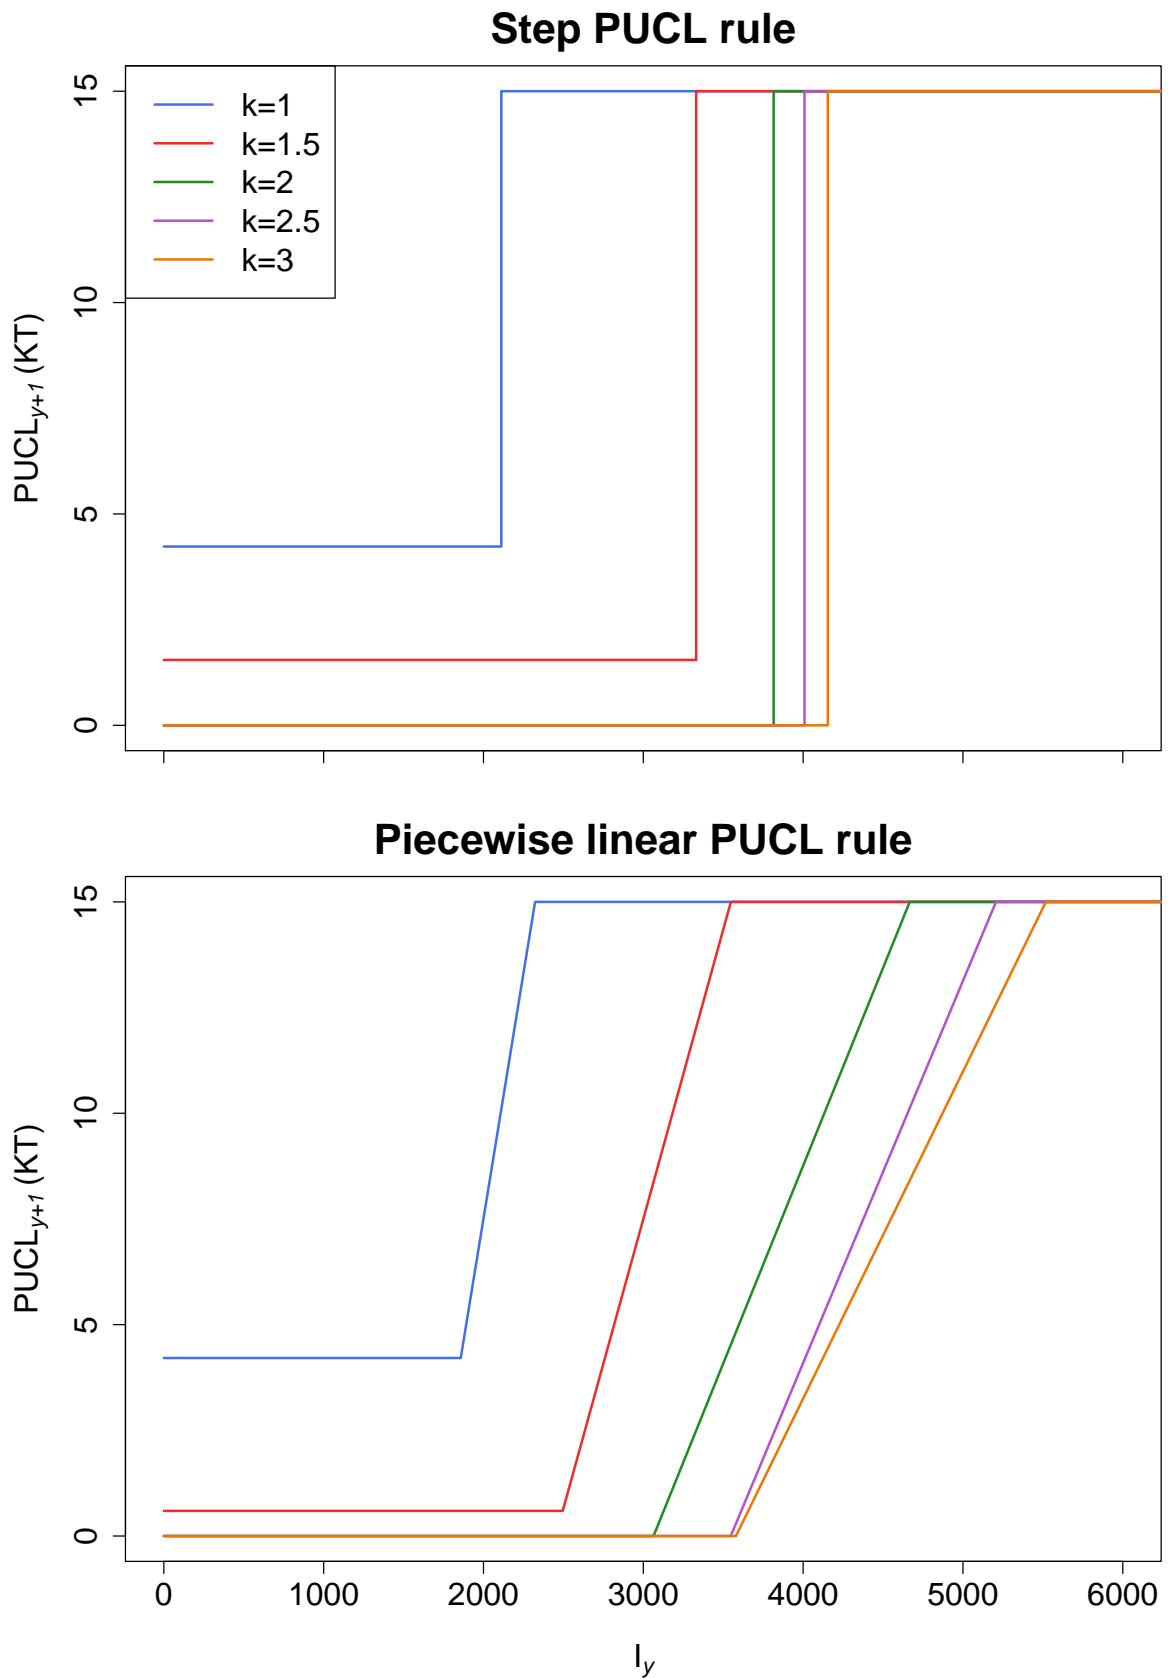 Step PUCL rule
k=1
k=1.5
k=2
k=2.5
k=3
15
10
5
0
PUCLy+1 (KT)
Piecewise linear PUCL rule
15
10
5
0
PUCLy+1 (KT)
0 1000 2000 3000 4000 5000 6000
Iy